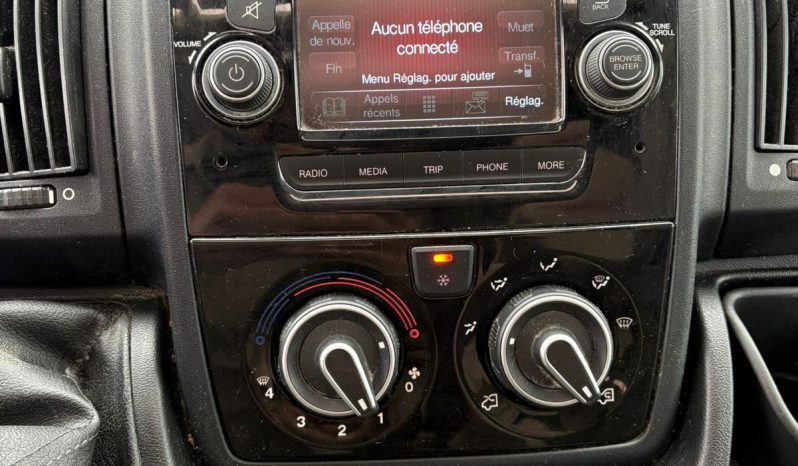 BACK
Appelle
de nouv.
Aucun téléphone
connecté
Muet
Transf.
Fin
Menu Réglag. pour ajouter
Appels
récents
Réglag.
VOLUME
TUNE
SCROLL
BROWSE
ENTER
RADIO
MEDIA
TRIP
PHONE
MORE
4
3
2
1
0